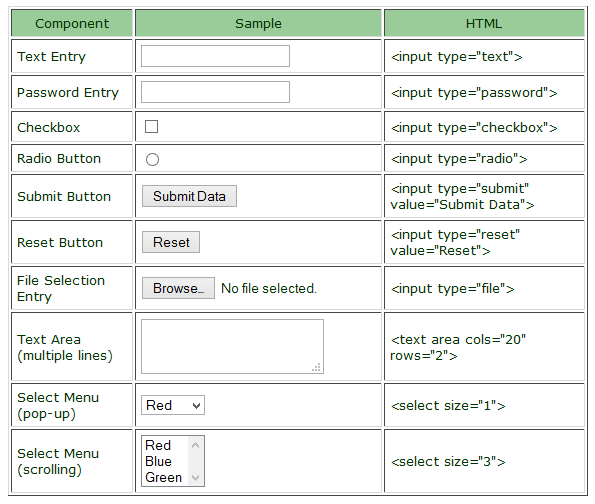 Component Sample HTML
Text Entry <input type="text">
Password Entry <input type="password">
Checkbox <input type="checkbox">
Radio Button <input type="radio">
Submit Button Submit Data <input type="submit"
value="Submit Data">
Reset Button Reset <input type="reset"
value="Reset">
File Selection
Entry Browse_ No file selected. <input type="file">
Text Area
(multiple lines) <text area cols="20"
rows="2">
Select Menu
(pop-up) Red <select size="1">
Select Menu
(scrolling) Red
Blue
Green <select size="3">